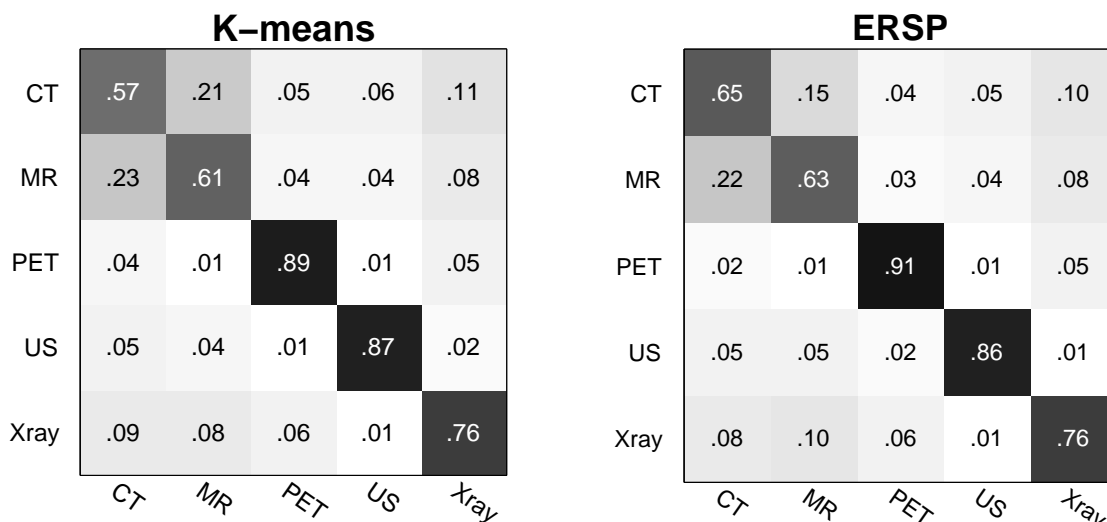 K−means
CT .57 .21 .05 .06 .11
MR .23 .61 .04 .04 .08
PET .04 .01 .89 .01 .05
US .05 .04 .01 .87 .02
Xray .09 .08 .06 .01 .76
CT MR PET US Xray
ERSP
CT .65 .15 .04 .05 .10
MR .22 .63 .03 .04 .08
PET .02 .01 .91 .01 .05
US .05 .05 .02 .86 .01
Xray .08 .10 .06 .01 .76
CT MR PET US Xray